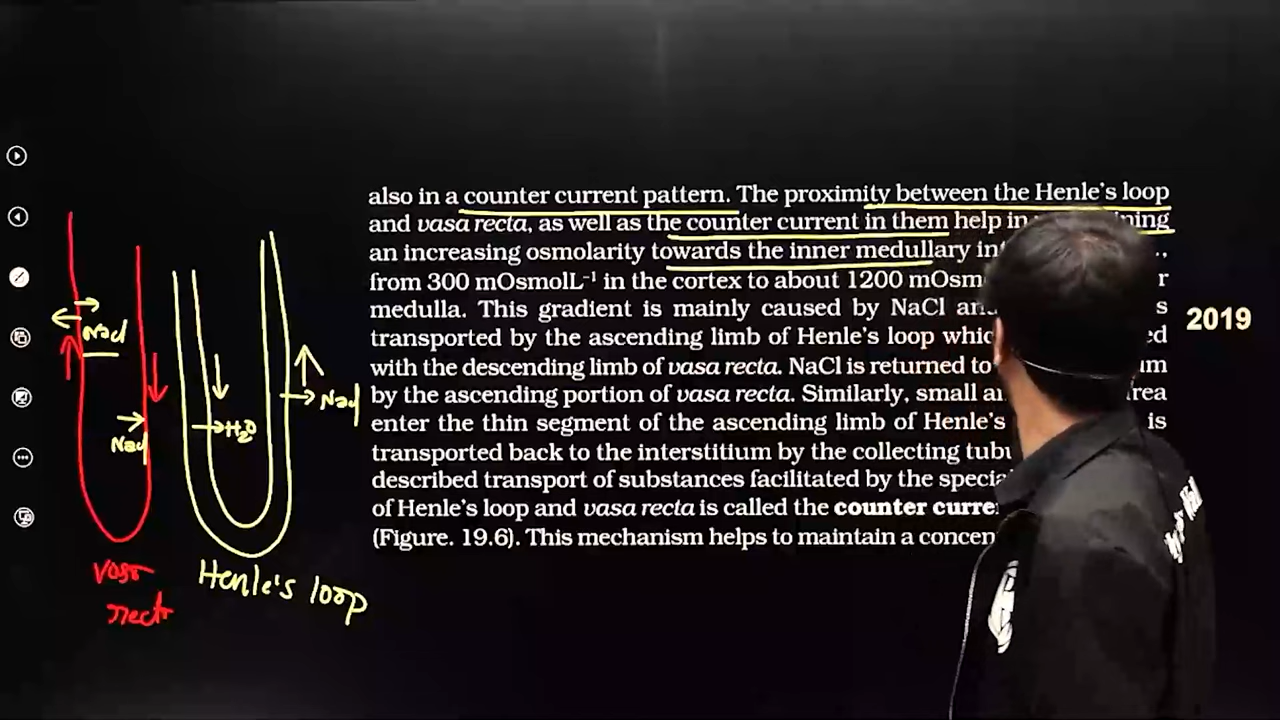 also in a counter current pattern. The proximity between the Henle's loop
and vasa recta, as well as the counter current in them help in
an increasing osmolarity towards the inner medullary
from 300 mOsmolL⁻¹ in the cortex to about 1200
medulla. This gradient is mainly caused by NaCl
transported by the ascending limb of Henle's loop
with the descending limb of vasa recta. NaCl is returned to
by the ascending portion of vasa recta. Similarly, small
enter the thin segment of the ascending limb of Henle's is
transported back to the interstitium by the collecting
described transport of substances facilitated by the
of Henle's loop and vasa recta is called the counter
(Figure. 19.6). This mechanism helps to maintain a
2019
Nacl
Nacl
H2O
Nacl
Henle's loop